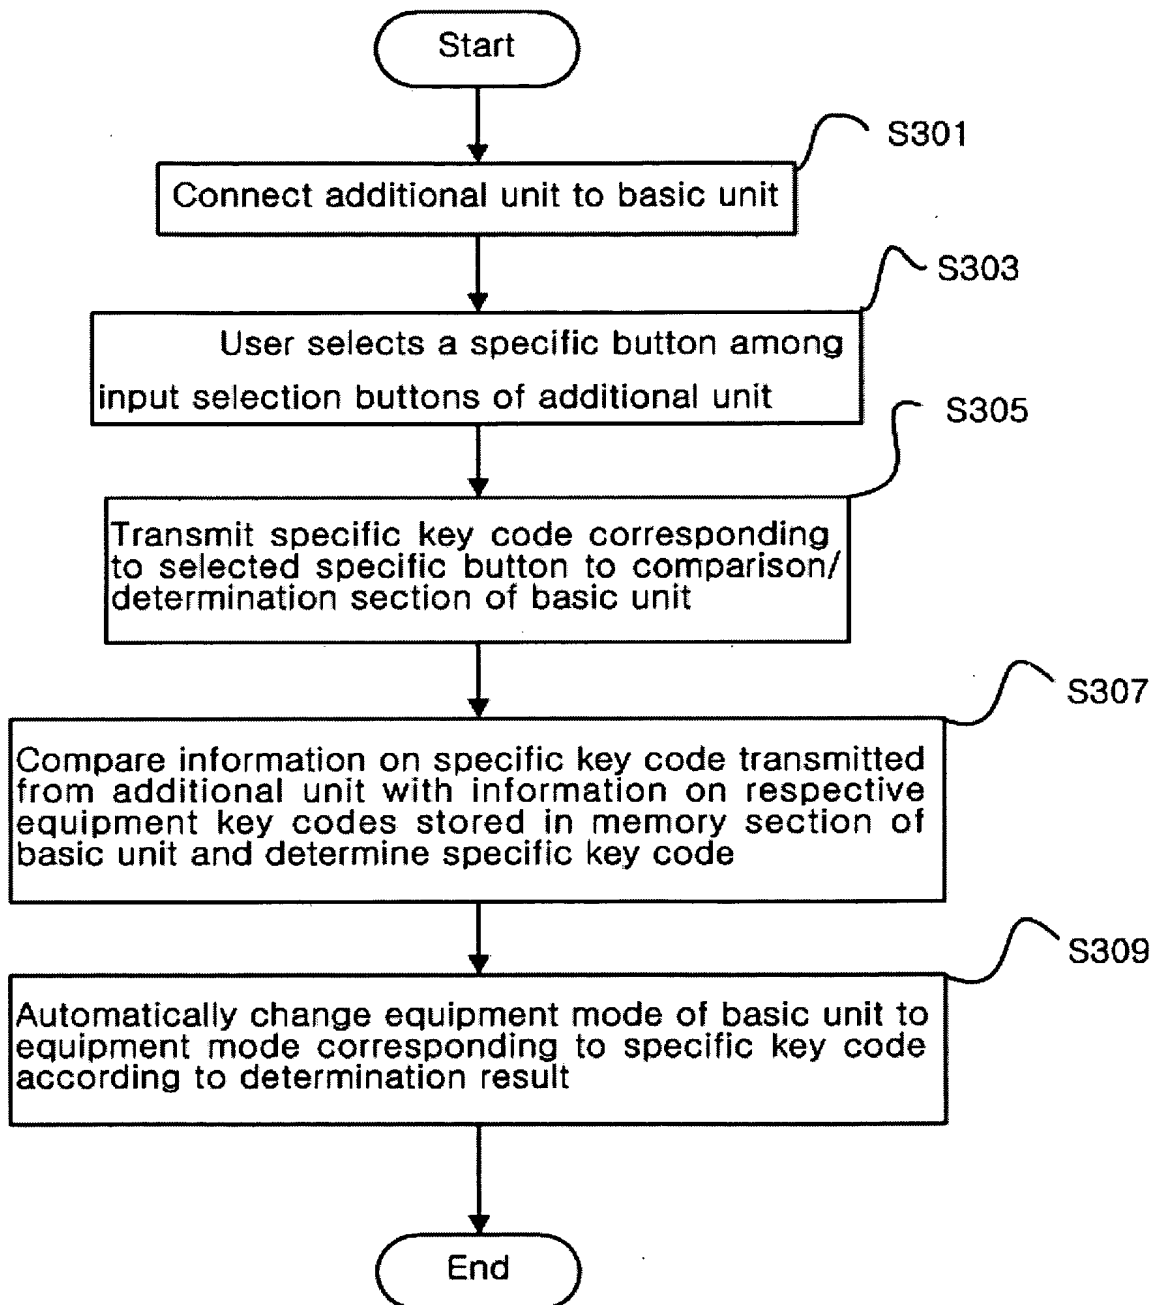 Start
S301
Connect additional unit to basic unit
S303
User selects a specific button among
input selection buttons of additional unit
S305
Transmit specific key code corresponding
to selected specific button to comparison/
determination section of basic unit
S307
Compare information on specific key code transmitted
from additional unit with information on respective
equipment key codes stored in memory section of
basic unit and determine specific key code
S309
Automatically change equipment mode of basic unit to
equipment mode corresponding to specific key code
according to determination result
End